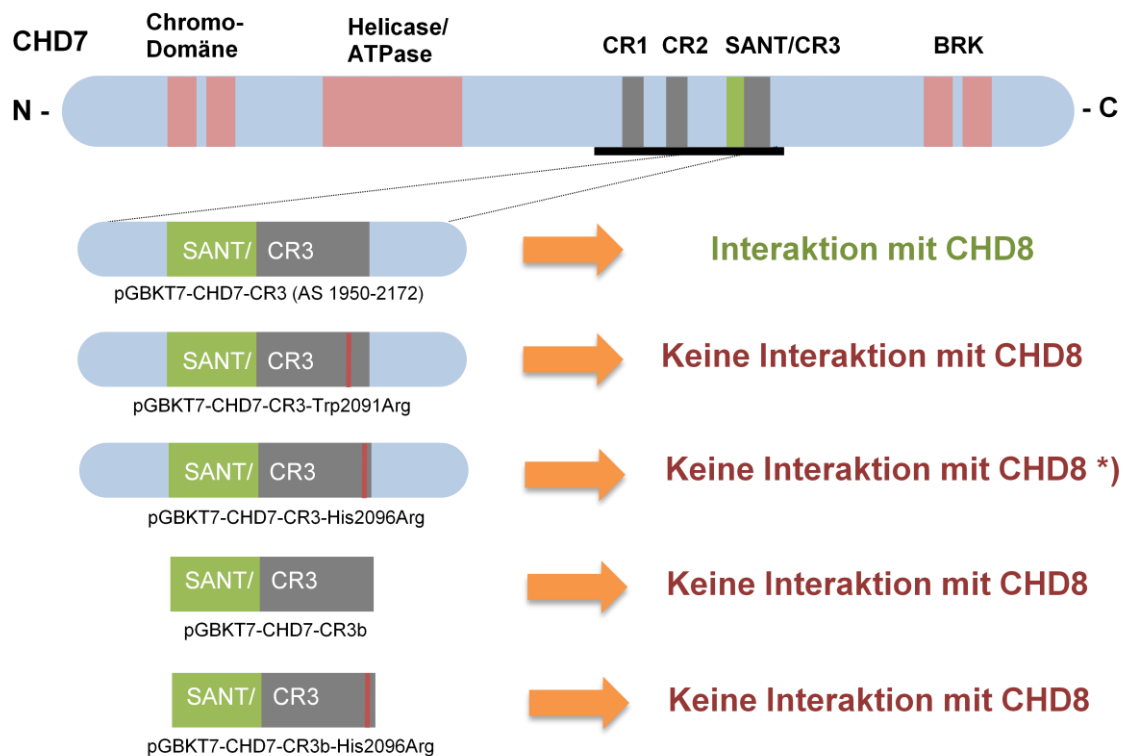 CHD7
Chromo-
Domäne
Helicase/
ATPase
CR1 CR2 SANT/CR3 BRK
N - - C
SANT/ CR3
Interaktion mit CHD8
pGBKT7-CHD7-CR3 (AS 1950-2172)
SANT/ CR3
Keine Interaktion mit CHD8
pGBKT7-CHD7-CR3-Trp2091Arg
SANT/ CR3
Keine Interaktion mit CHD8 *)
pGBKT7-CHD7-CR3-His2096Arg
SANT/ CR3
Keine Interaktion mit CHD8
pGBKT7-CHD7-CR3b
SANT/ CR3
Keine Interaktion mit CHD8
pGBKT7-CHD7-CR3b-His2096Arg